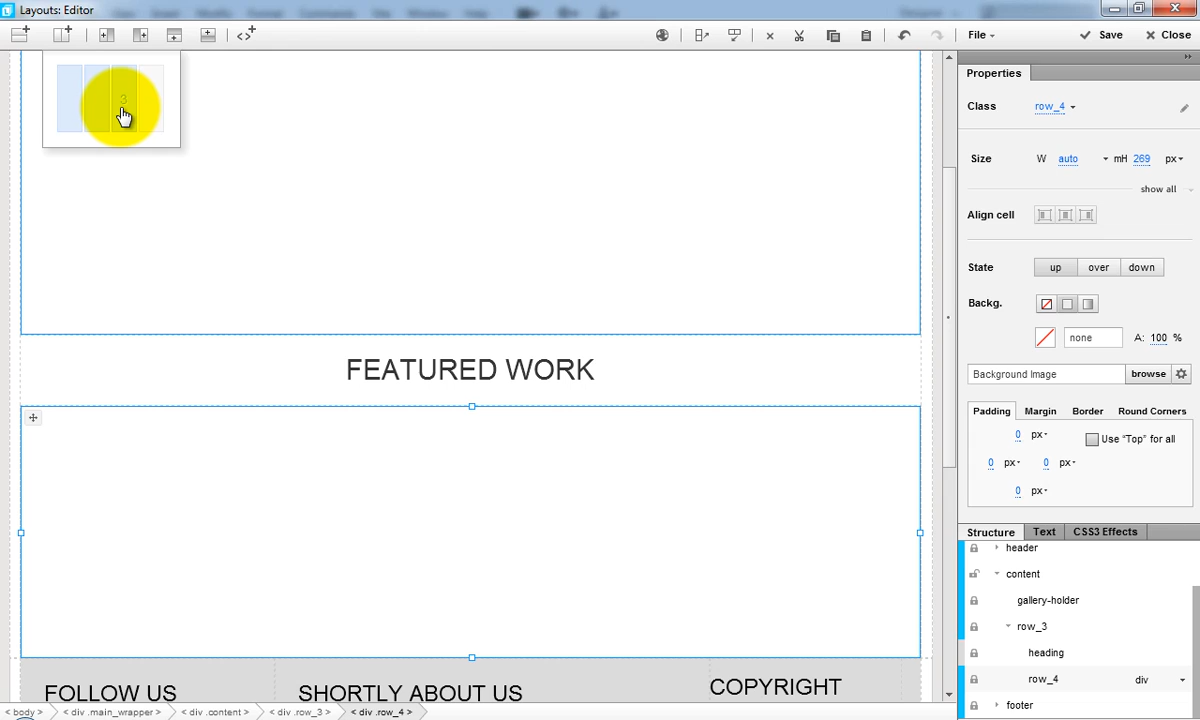 Layouts: Editor
<>
File
Save
Close
3
FEATURED WORK
FOLLOW US
SHORTLY ABOUT US
COPYRIGHT
Properties
Class
row_4
Size
W
auto
mH
269
px
show all
Align cell
State
up
over
down
Backg.
none
A:
100
%
Background Image
browse
Padding
Margin
Border
Round Corners
0
px
Use "Top" for all
0
px
0
px
0
px
Structure
Text
CSS3 Effects
header
content
gallery-holder
row_3
heading
row_4
div
footer
< body >
< div .main_wrapper >
< div .content >
< div .row_3 >
< div .row_4 >